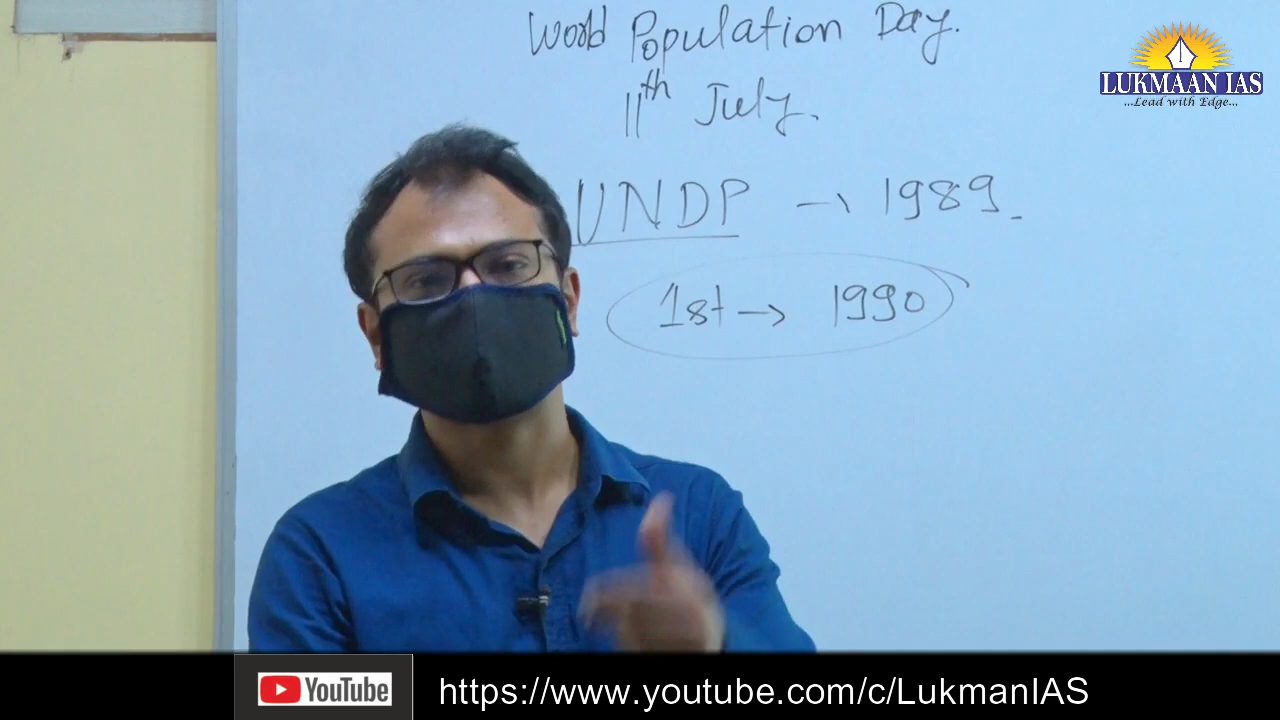 World Population Day.
11th July.
UNDP → 1989
1st → 1990
LUKMAAN IAS
...Lead with Edge...
YouTube
https://www.youtube.com/c/LukmanIAS